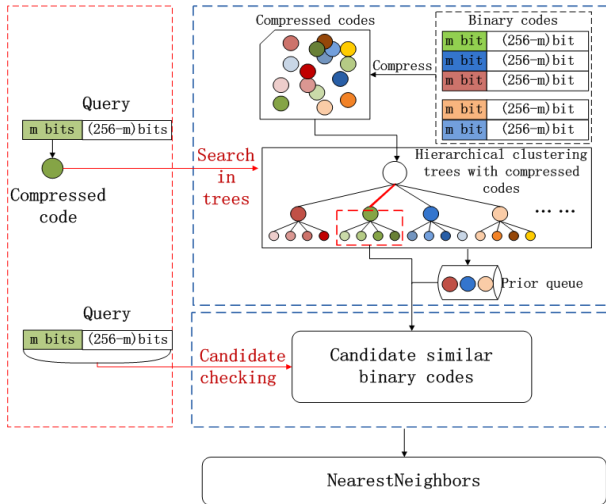 Compressed codes
Binary codes
m bit (256-m)bit
m bit (256-m)bit
m bit (256-m)bit
m bit (256-m)bit
m bit (256-m)bit
Compress
Query
m bits (256-m)bits
Compressed
code
Search
in
trees
Hierarchical clustering
trees with compressed
codes
... ...
Prior queue
Query
m bits (256-m)bits
Candidate
checking
Candidate similar
binary codes
NearestNeighbors